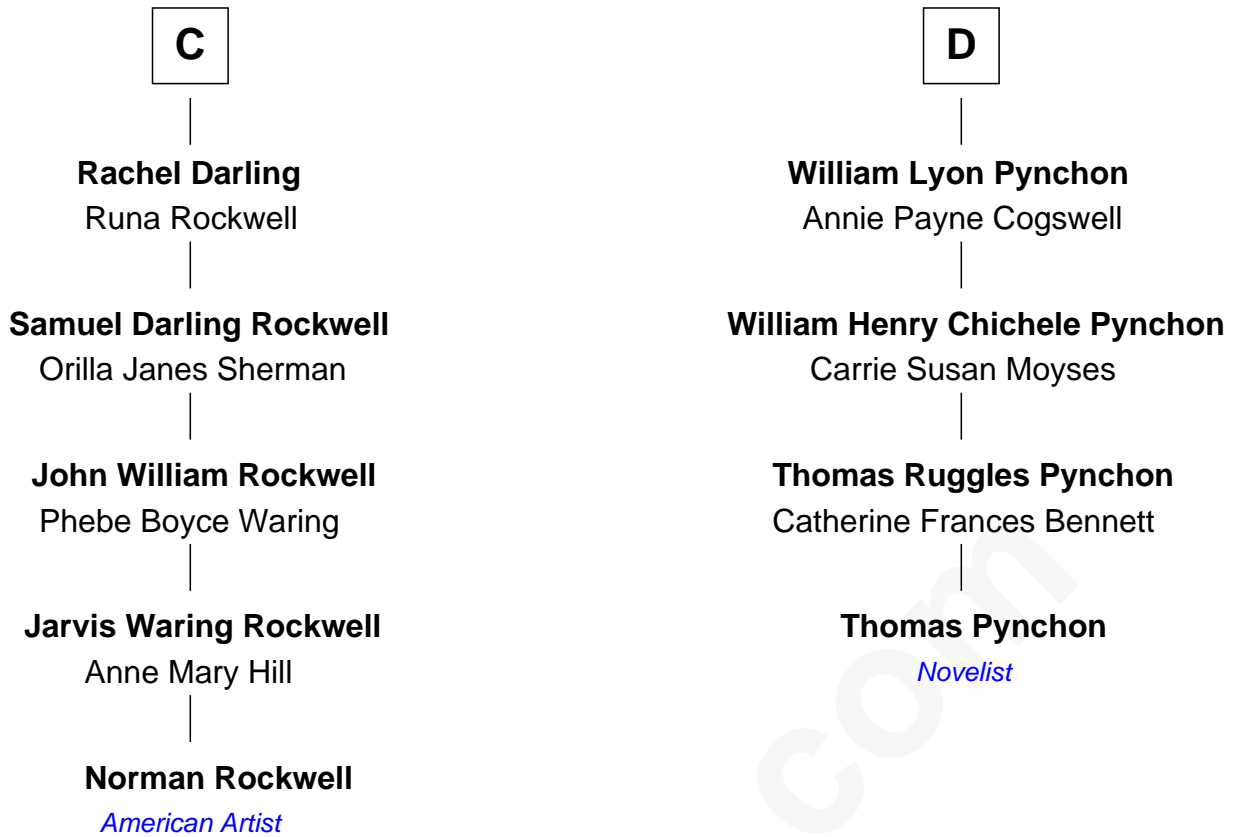 C
Rachel Darling
Runa Rockwell
Samuel Darling Rockwell
Orilla Janes Sherman
John William Rockwell
Phebe Boyce Waring
Jarvis Waring Rockwell
Anne Mary Hill
Norman Rockwell
American Artist
D
William Lyon Pynchon
Annie Payne Cogswell
William Henry Chichele Pynchon
Carrie Susan Moyses
Thomas Ruggles Pynchon
Catherine Frances Bennett
Thomas Pynchon
Novelist
com